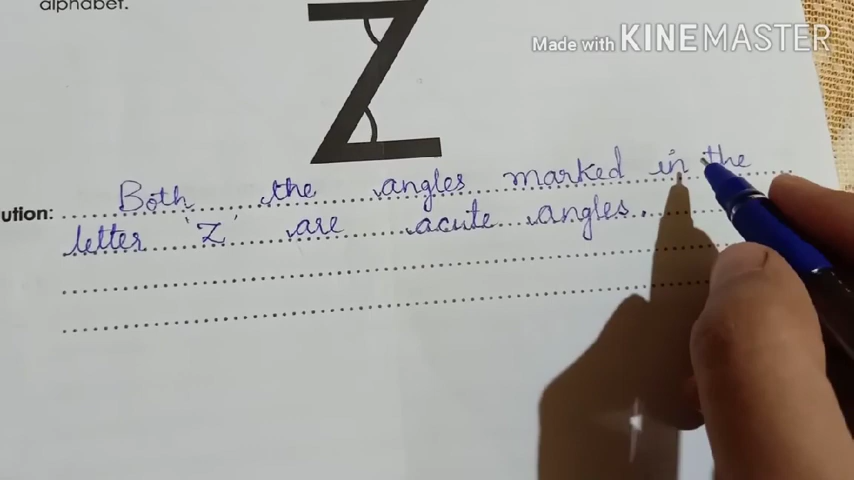 alphabet.
Made with KINEMASTER
Z
ution: Both the angles marked in the
letter 'Z' are acute angles.